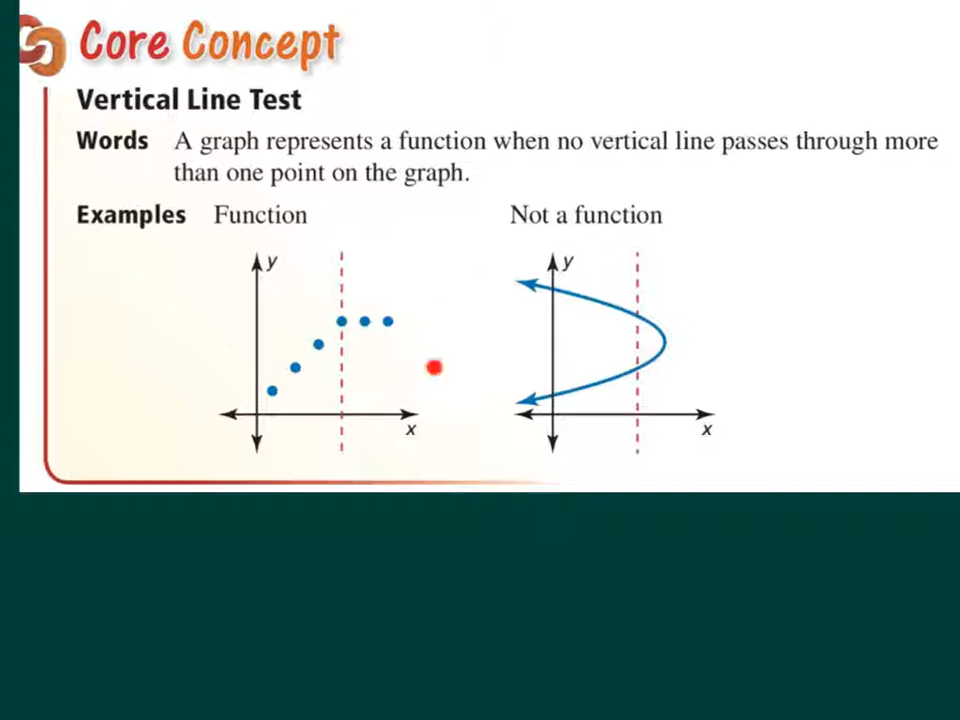 Core Concept
Vertical Line Test
Words A graph represents a function when no vertical line passes through more
than one point on the graph.
Examples Function Not a function
y y
x x